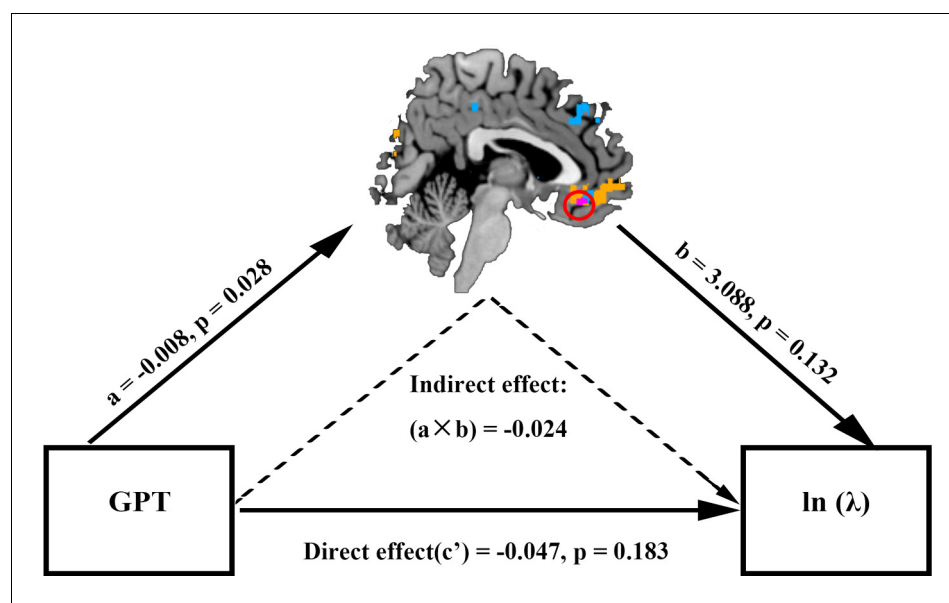 a = -0.008, p = 0.028
b = 3.088, p = 0.132
Indirect effect:
(a×b) = -0.024
GPT
ln (λ)
Direct effect(c’) = -0.047, p = 0.183